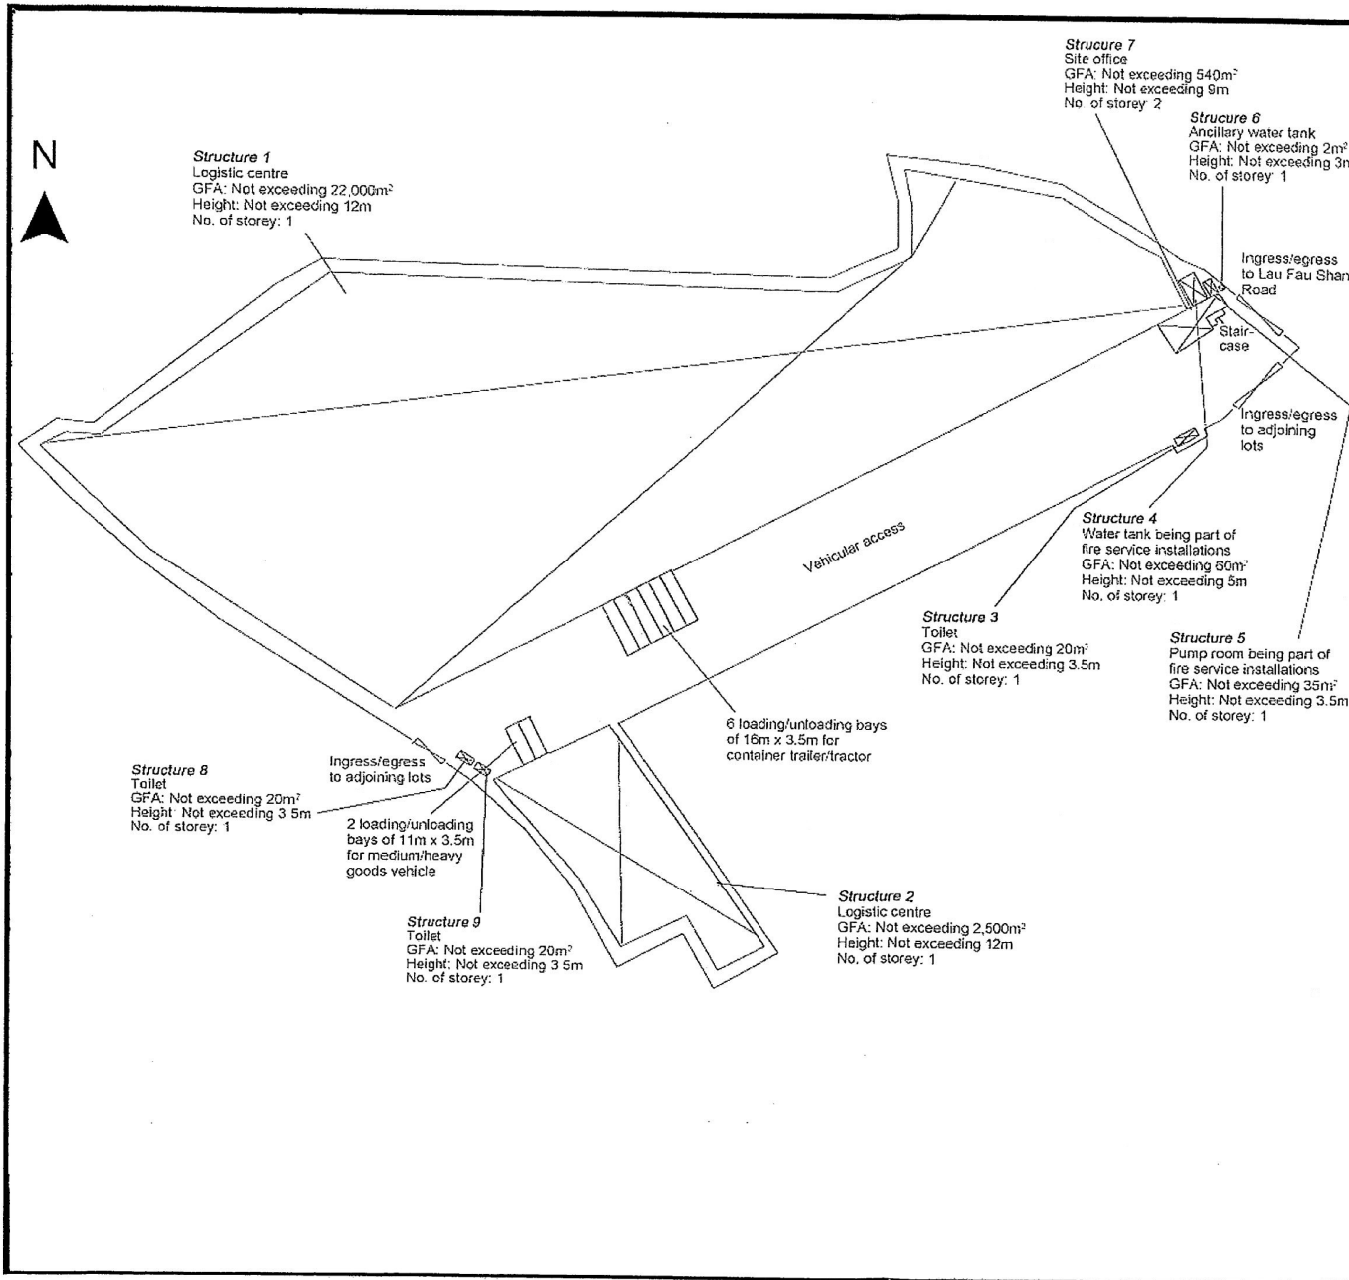 Strucure 7
Site office
GFA: Not exceeding 540m²
Height: Not exceeding 9m
No. of storey: 2
Strucure 6
Ancillary water tank
GFA: Not exceeding 2m²
Height: Not exceeding 3m
No. of storey: 1
N
Structure 1
Logistic centre
GFA: Not exceeding 22,000m²
Height: Not exceeding 12m
No. of storey: 1
Ingress/egress
to Lau Fau Shan
Road
Stair-
case
Ingress/egress
to adjoining
lots
Vehicular access
Structure 4
Water tank being part of
fire service installations
GFA: Not exceeding 60m²
Height: Not exceeding 5m
No. of storey: 1
Structure 3
Toilet
GFA: Not exceeding 20m²
Height: Not exceeding 3.5m
No. of storey: 1
Structure 5
Pump room being part of
fire service installations
GFA: Not exceeding 35m²
Height: Not exceeding 3.5m
No. of storey: 1
6 loading/unloading bays
of 16m x 3.5m for
container trailer/tractor
Ingress/egress
to adjoining lots
Structure 8
Toilet
GFA: Not exceeding 20m²
Height: Not exceeding 3.5m
No. of storey: 1
2 loading/unloading
bays of 11m x 3.5m
for medium/heavy
goods vehicle
Structure 2
Logistic centre
GFA: Not exceeding 2,500m²
Height: Not exceeding 12m
No. of storey: 1
Structure 9
Toilet
GFA: Not exceeding 20m²
Height: Not exceeding 3.5m
No. of storey: 1